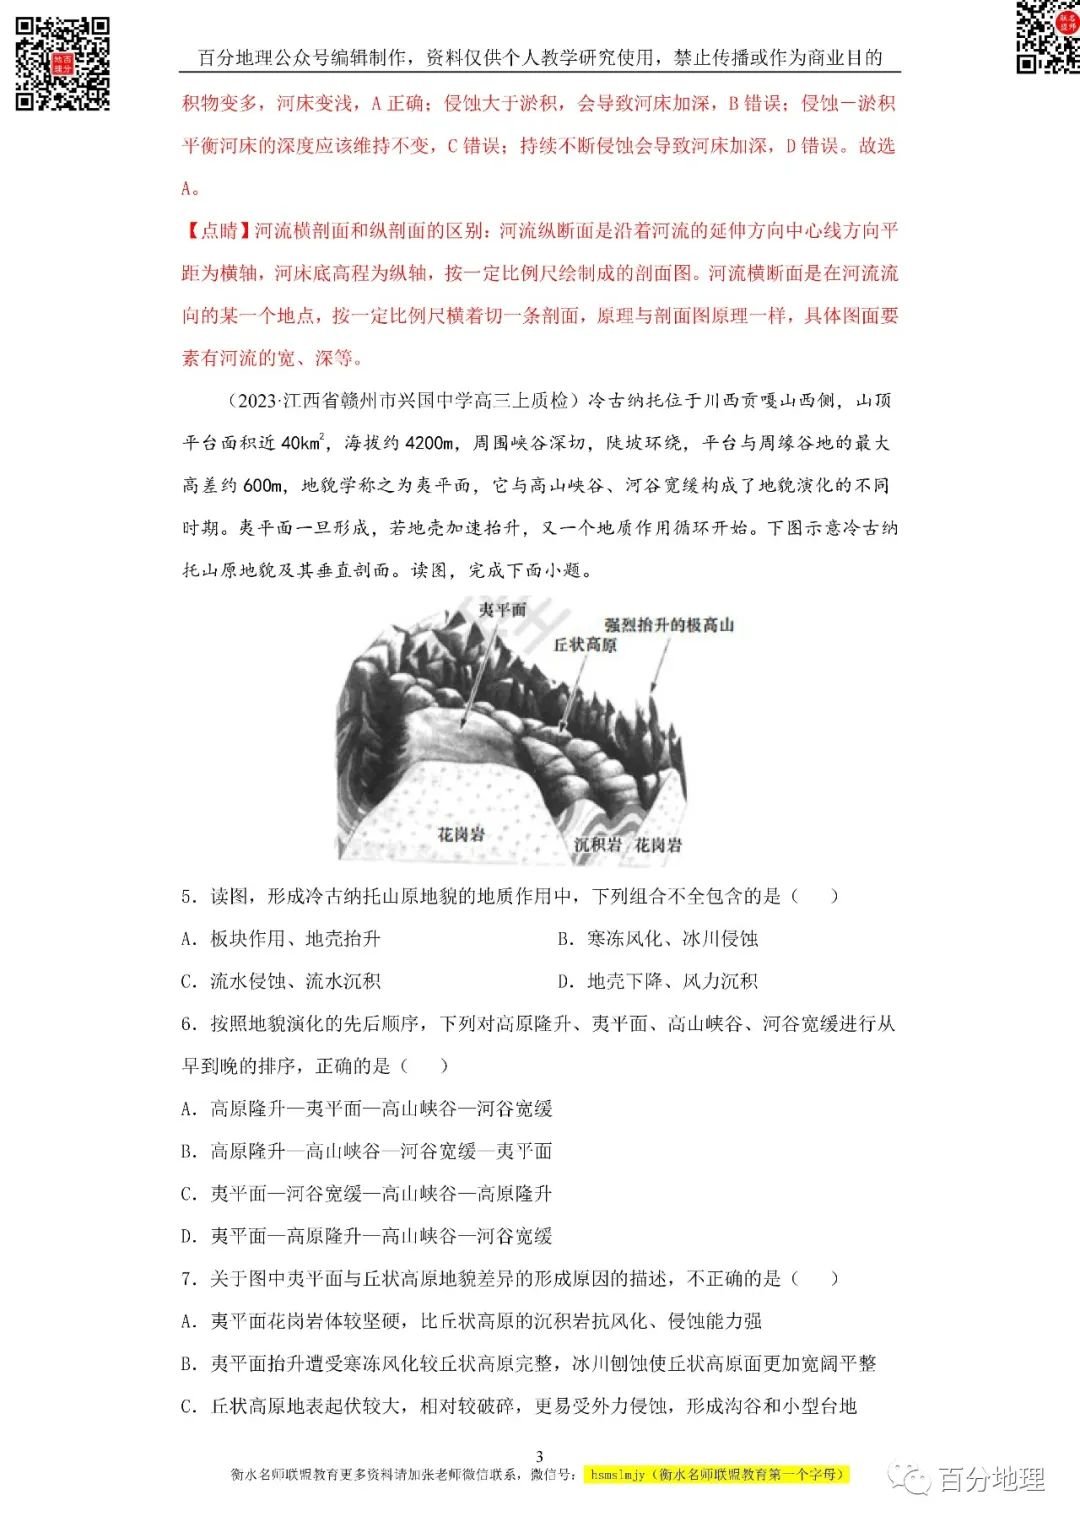 百分地理公众号编辑制作，资料仅供个人教学研究使用，禁止传播或作为商业目的
积物变多，河床变浅，A 正确；侵蚀大于淤积，会导致河床加深，B 错误；侵蚀－淤积
平衡河床的深度应该维持不变，C 错误；持续不断侵蚀会导致河床加深，D 错误。故选
A。
【点睛】河流横剖面和纵剖面的区别：河流纵断面是沿着河流的延伸方向中心线方向平
距为横轴，河床底高程为纵轴，按一定比例尺绘制成的剖面图。河流横断面是在河流流
向的某一个地点，按一定比例尺横着切一条剖面，原理与剖面图原理一样，具体图面要
素有河流的宽、深等。
（2023·江西省赣州市兴国中学高三上质检）冷古纳托位于川西贡嘎山西侧，山顶
平台面积近 40km²，海拔约 4200m，周围峡谷深切，陡坡环绕，平台与周缘谷地的最大
高差约 600m，地貌学称之为夷平面，它与高山峡谷、河谷宽缓构成了地貌演化的不同
时期。夷平面一旦形成，若地壳加速抬升，又一个地质作用循环开始。下图示意冷古纳
托山原地貌及其垂直剖面。读图，完成下面小题。
夷平面
强烈抬升的极高山
丘状高原
花岗岩
沉积岩
花岗岩
5．读图，形成冷古纳托山原地貌的地质作用中，下列组合不全包含的是（ ）
A．板块作用、地壳抬升 B．寒冻风化、冰川侵蚀
C．流水侵蚀、流水沉积 D．地壳下降、风力沉积
6．按照地貌演化的先后顺序，下列对高原隆升、夷平面、高山峡谷、河谷宽缓进行从
早到晚的排序，正确的是（ ）
A．高原隆升—夷平面—高山峡谷—河谷宽缓
B．高原隆升—高山峡谷—河谷宽缓—夷平面
C．夷平面—河谷宽缓—高山峡谷—高原隆升
D．夷平面—高原隆升—高山峡谷—河谷宽缓
7．关于图中夷平面与丘状高原地貌差异的形成原因的描述，不正确的是（ ）
A．夷平面花岗岩体较坚硬，比丘状高原的沉积岩抗风化、侵蚀能力强
B．夷平面抬升遭受寒冻风化较丘状高原完整，冰川刨蚀使丘状高原面更加宽阔平整
C．丘状高原地表起伏较大，相对较破碎，更易受外力侵蚀，形成沟谷和小型台地
3
衡水名师联盟教育更多资料请加张老师微信联系，微信号： hsmslmjy（衡水名师联盟教育第一个字母）
百分地理